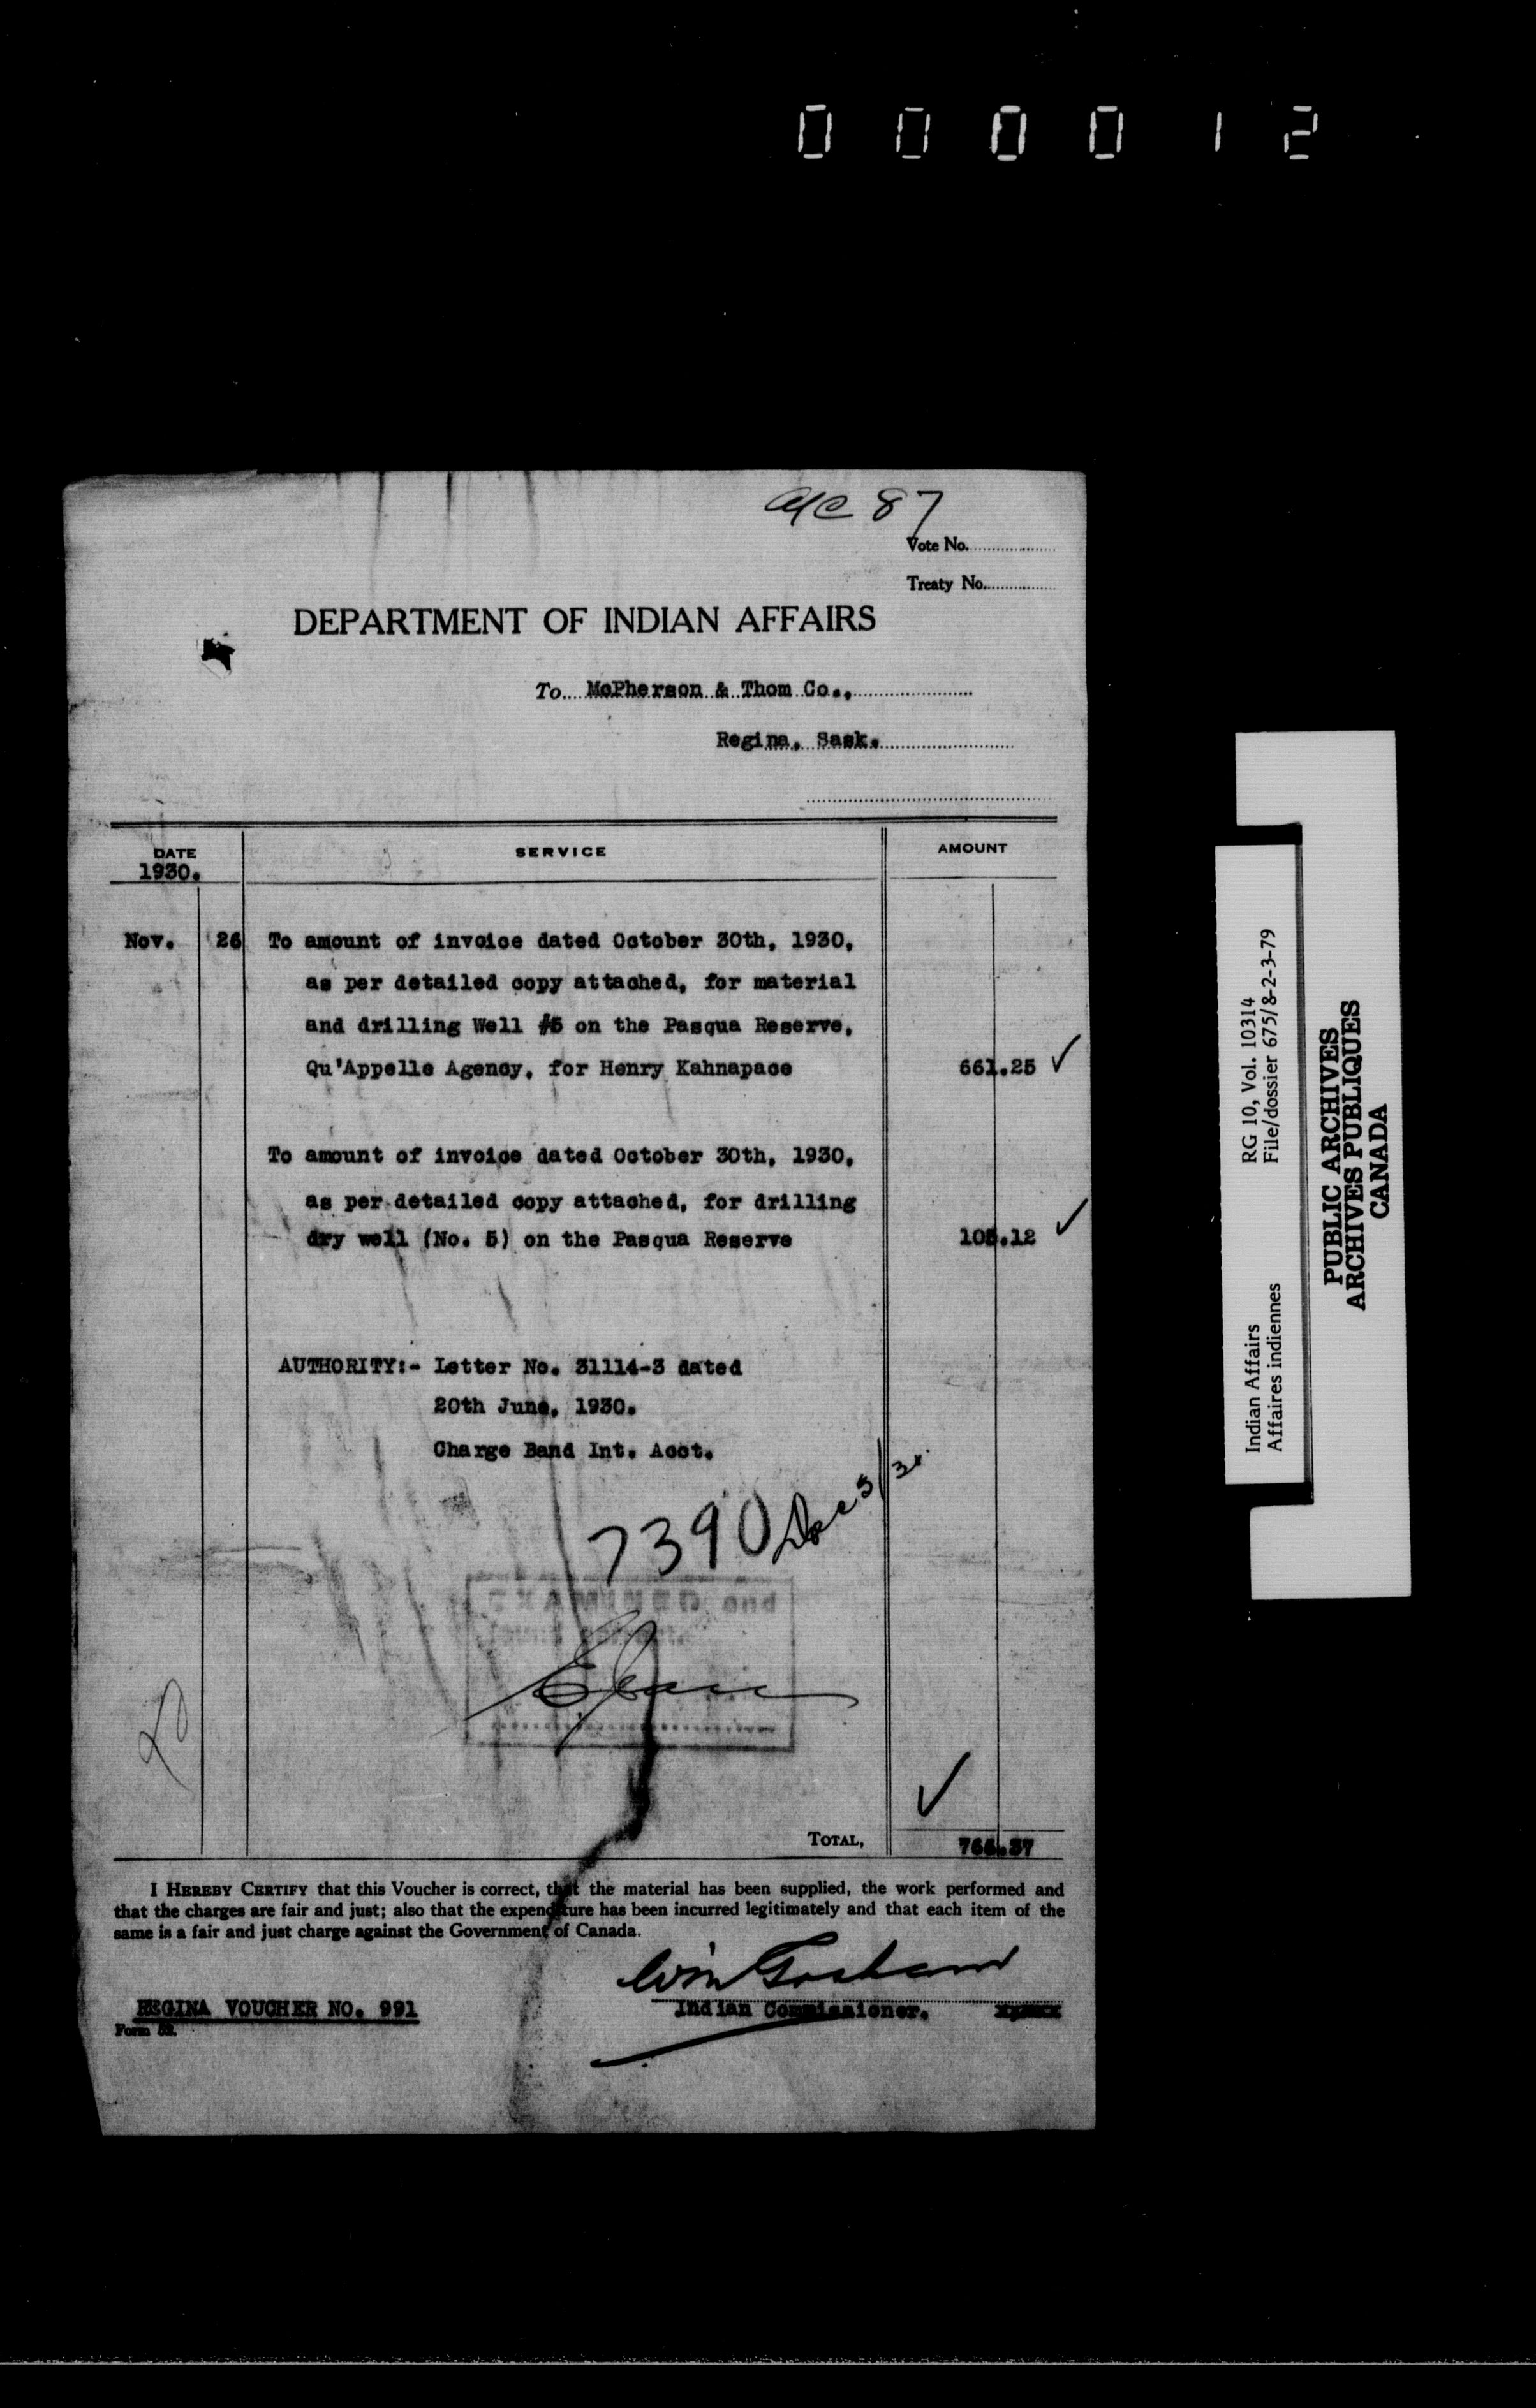 000012
a/c 87
Vote No.
Treaty No.
DEPARTMENT OF INDIAN AFFAIRS
To McPherson & Thom Co.,
Regina, Sask.
DATE SERVICE AMOUNT
1930.
Nov. 26 To amount of invoice dated October 30th, 1930,
as per detailed copy attached, for material
and drilling Well #5 on the Pasqua Reserve,
Qu'Appelle Agency, for Henry Kahnapace 661.25 ✓
To amount of invoice dated October 30th, 1930,
as per detailed copy attached, for drilling
dry well (No. 5) on the Pasqua Reserve 105.12 ✓
AUTHORITY:- Letter No. 31114-3 dated
20th June, 1930.
Charge Band Int. Acct.
7390 Dec 3/30.
EXAMINED and
✓
TOTAL, 766.37
I HEREBY CERTIFY that this Voucher is correct, that the material has been supplied, the work performed and
that the charges are fair and just; also that the expenditure has been incurred legitimately and that each item of the
same is a fair and just charge against the Government of Canada.
Wm Graham
Indian Commissioner.
REGINA VOUCHER NO. 991
Form 52.
Indian Affairs RG 10, Vol. 10314
Affaires indiennes File/dossier 675/8-2-3-79
PUBLIC ARCHIVES
ARCHIVES PUBLIQUES
CANADA